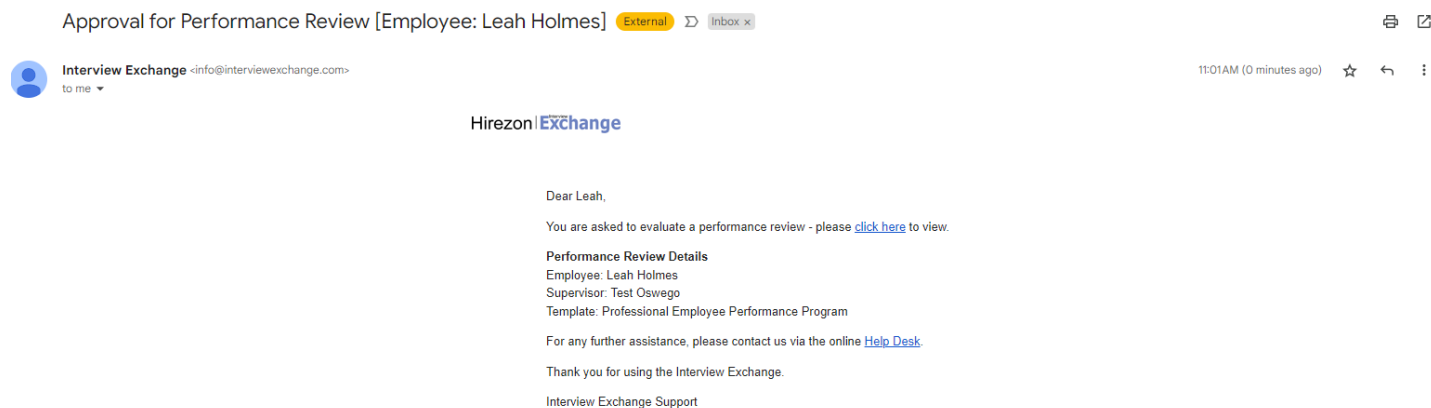 Approval for Performance Review [Employee: Leah Holmes] External Inbox ×
Interview Exchange <info@interviewexchange.com> 11:01AM (0 minutes ago)
to me
Hirezon Interview Exchange
Dear Leah,
You are asked to evaluate a performance review - please click here to view.
Performance Review Details
Employee: Leah Holmes
Supervisor: Test Oswego
Template: Professional Employee Performance Program
For any further assistance, please contact us via the online Help Desk.
Thank you for using the Interview Exchange.
Interview Exchange Support